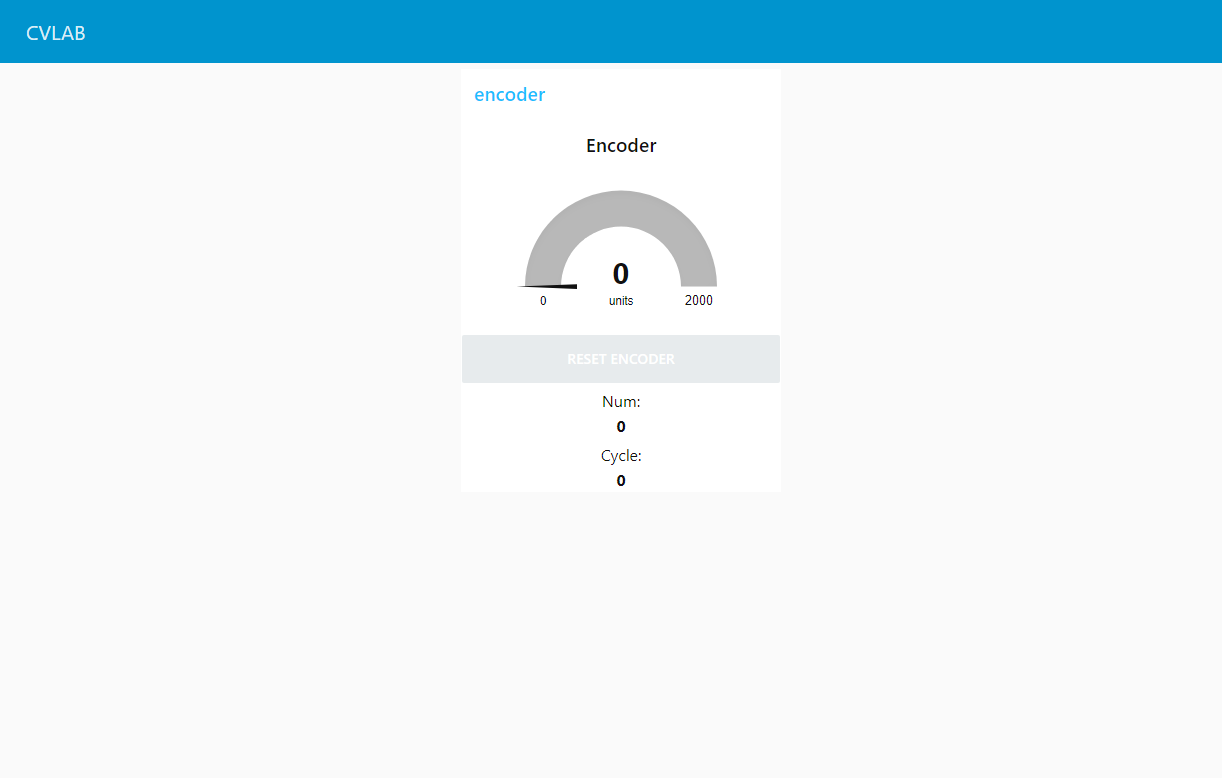 CVLAB
encoder
Encoder
0
0 units 2000
RESET ENCODER
Num:
0
Cycle:
0